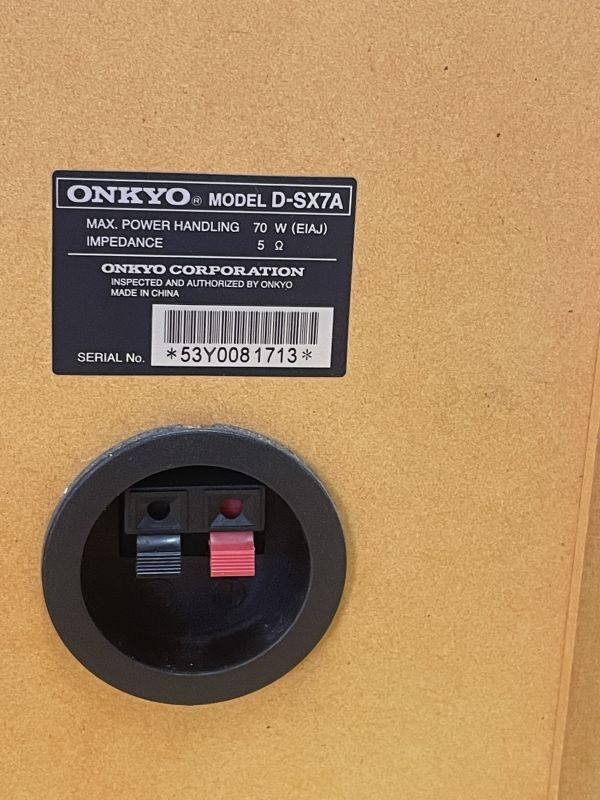 ONKYO® MODEL D-SX7A
MAX. POWER HANDLING 70 W (EIAJ)
IMPEDANCE 5 Ω
ONKYO CORPORATION
INSPECTED AND AUTHORIZED BY ONKYO
MADE IN CHINA
SERIAL No. *53Y0081713*